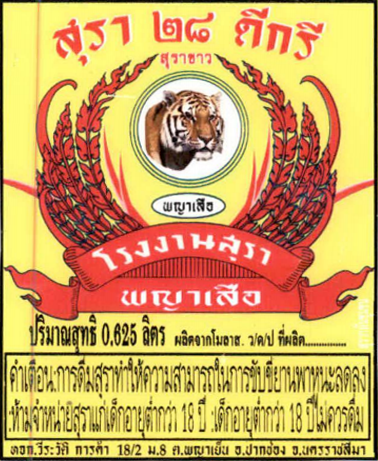 สุรา ๒๘ ดีกรี
สุราขาว
พญาเสือ
โรงงานสุรา
พญาเสือ
ปริมาณสุทธิ 0.625 ลิตร ผลิตจากโมลาส. ว/ด/ป ที่ผลิต...............
คำเตือน:การดื่มสุราทำให้ความสามารถในการขับขี่ยานพาหนะลดลง
:ห้ามจำหน่ายสุราแก่เด็กอายุต่ำกว่า 18 ปี :เด็กอายุต่ำกว่า 18 ปีไม่ควรดื่ม
หจก.วีระวัติ การค้า 18/2 ม.8 ต.พญาเย็น อ.ปากช่อง จ.นครราชสีมา